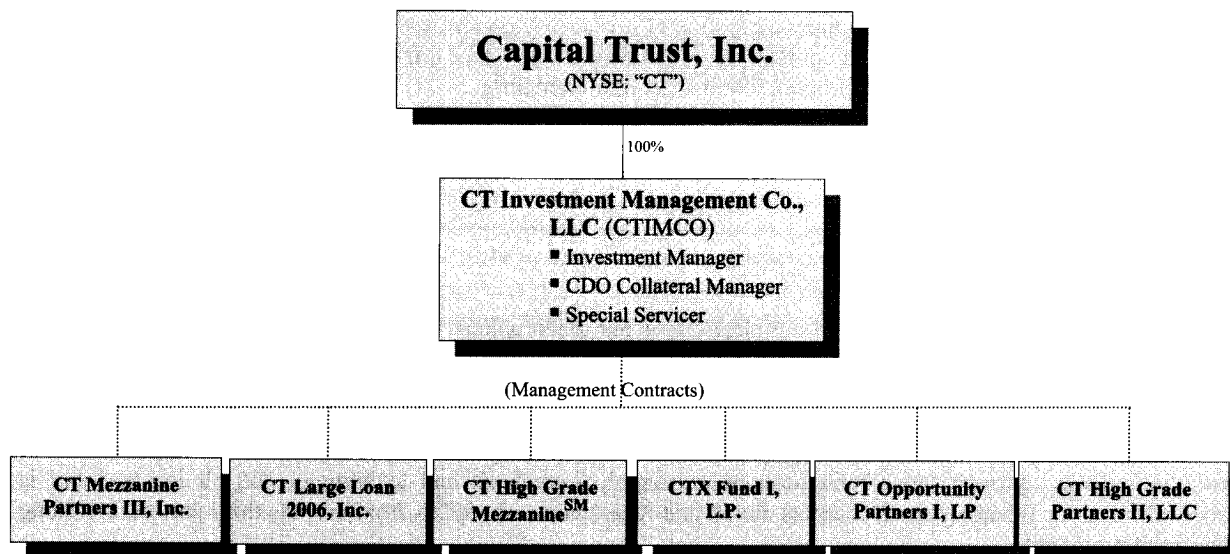 Capital Trust, Inc.
(NYSE: “CT”)
100%
CT Investment Management Co.,
LLC (CTIMCO)
▪ Investment Manager
▪ CDO Collateral Manager
▪ Special Servicer
(Management Contracts)
CT Mezzanine
Partners III, Inc.
CT Large Loan
2006, Inc.
CT High Grade
Mezzanine℠
CTX Fund I,
L.P.
CT Opportunity
Partners I, LP
CT High Grade
Partners II, LLC